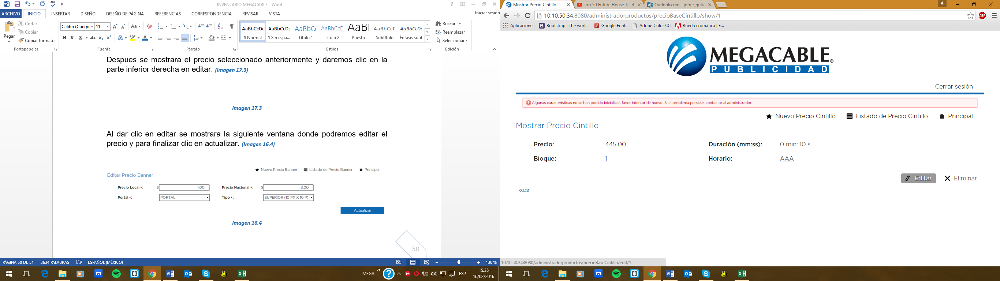 INVENTARIO MEGACABLE - Word
ARCHIVO INICIO INSERTAR DISEÑO DISEÑO DE PÁGINA REFERENCIAS CORRESPONDENCIA REVISAR VISTA Iniciar sesión
Pegar
Cortar
Copiar
Copiar formato
Portapapeles
Calibri (Cuerpo 11
N K S abc x₂ x²
Fuente
Párrafo
AaBbCcDc AaBbCcDc AaBbCc AaBbCcD AaBl AaBbCcD AaBbCcDc
¶ Normal ¶ Sin espa... Título 1 Título 2 Puesto Subtítulo Énfasis sutil
Estilos
Buscar
Reemplazar
Seleccionar
Edición
Despues se mostrara el precio seleccionado anteriormente y daremos clic en la
parte inferior derecha en editar. (Imagen 17.3)
Imagen 17.3
Al dar clic en editar se mostrara la siguiente ventana donde podremos editar el
precio y para finalizar clic en actualizar. (Imagen 16.4)
Nuevo Precio Banner Listado de Precio Banner Principal
Editar Precio Banner
Precio Local •: $ 1,00 Precio Nacional •: $ 3,00
Portal •: PORTAL Tipo •: SUPERIOR (10 PX X 10 P)
Actualizar
Imagen 16.4
50
PÁGINA 50 DE 51 3634 PALABRAS ESPAÑOL (MÉXICO) 130 %
MEGA » ESP 15:35
16/02/2016
Mostrar Precio Cintillo Top 50 Future House Tr Outlook.com - jorge_gutie
10.10.50.34:8080/administradorproductos/precioBaseCintillo/show/1
ABP
Aplicaciones Bootstrap · The worl... Google Fonts Adobe Color CC Rueda cromática | E...
MEGACABLE®
PUBLICIDAD
Cerrar sesión
Algunas características no se han podido inicializar, favor intentar de nuevo. Si el problema persiste, contactar al administrador.
Nuevo Precio Cintillo Listado de Precio Cintillo Principal
Mostrar Precio Cintillo
Precio: 445.00 Duración (mm:ss): 0 min: 10 s
Bloque: 1 Horario: AAA
Editar Eliminar
0.1.23
10.10.50.34:8080/administradorproductos/precioBaseCintillo/edit/1